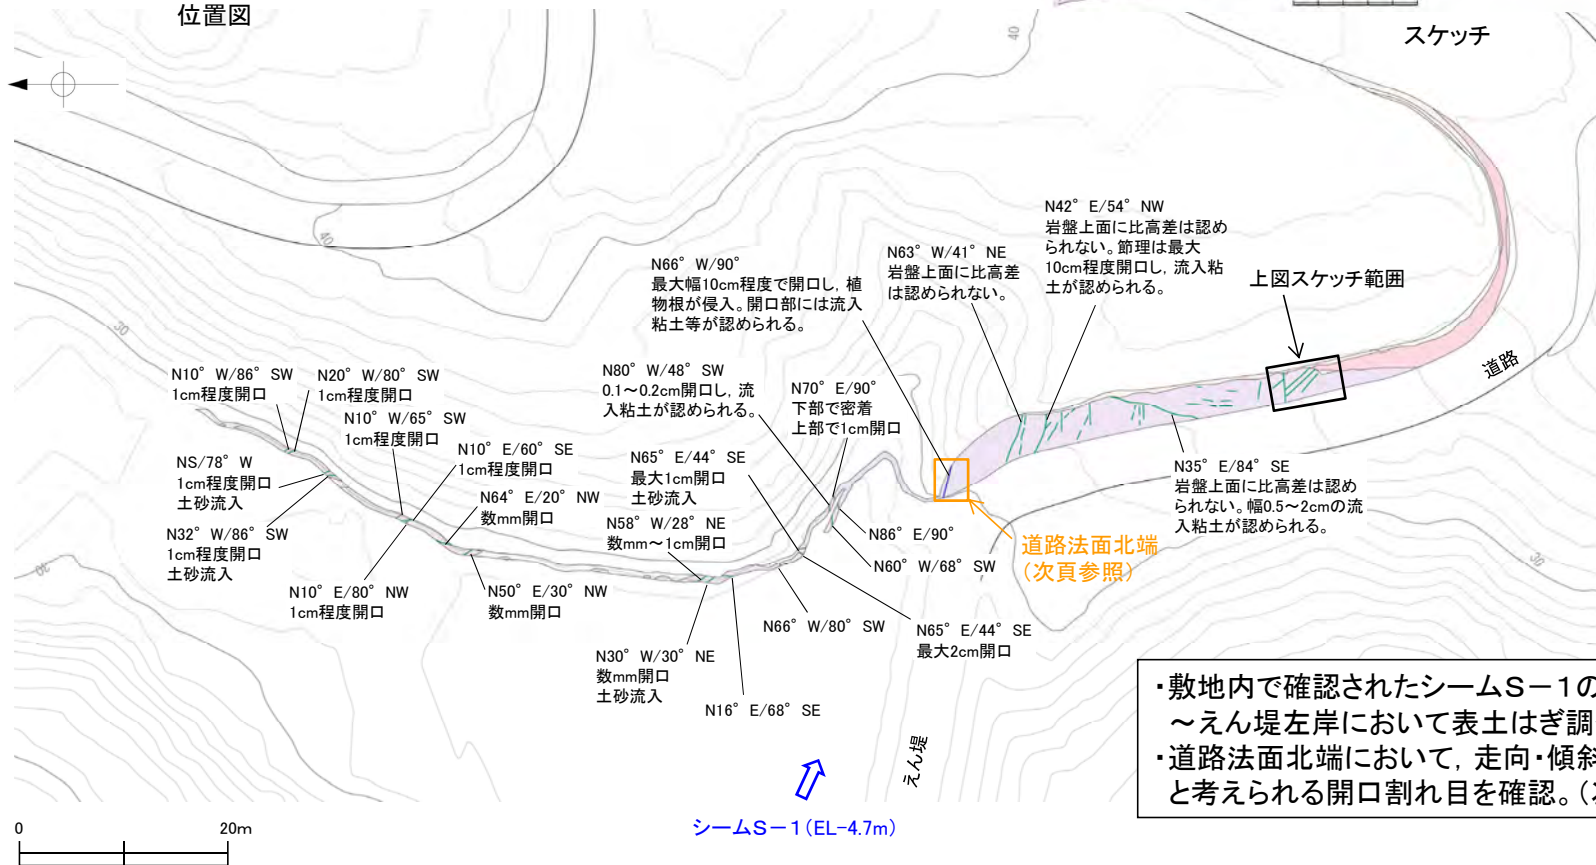 位置図
スケッチ
40
40
30
30
N42°E/54°NW
岩盤上面に比高差は認め
られない。節理は最大
10cm程度開口し，流入粘
土が認められる。
N63°W/41°NE
岩盤上面に比高差
は認められない。
N66°W/90°
最大幅10cm程度で開口し，植
物根が侵入。開口部には流入
粘土等が認められる。
上図スケッチ範囲
道路
N80°W/48°SW
0.1～0.2cm開口し，流
入粘土が認められる。
N70°E/90°
下部で密着
上部で1cm開口
N10°W/86°SW
1cm程度開口
N20°W/80°SW
1cm程度開口
N10°W/65°SW
1cm程度開口
N10°E/60°SE
1cm程度開口
NS/78°W
1cm程度開口
土砂流入
N64°E/20°NW
数mm開口
N65°E/44°SE
最大1cm開口
土砂流入
N58°W/28°NE
数mm～1cm開口
N32°W/86°SW
1cm程度開口
土砂流入
N10°E/80°NW
1cm程度開口
N50°E/30°NW
数mm開口
N86°E/90°
N60°W/68°SW
N35°E/84°SE
岩盤上面に比高差は認め
られない。幅0.5～2cmの流
入粘土が認められる。
道路法面北端
（次頁参照）
N66°W/80°SW
N65°E/44°SE
最大2cm開口
N30°W/30°NE
数mm開口
土砂流入
N16°E/68°SE
えん堤
シームS－1（EL-4.7m）
0 20m
・敷地内で確認されたシームS－1の
～えん堤左岸において表土はぎ調
・道路法面北端において，走向・傾斜
と考えられる開口割れ目を確認。（